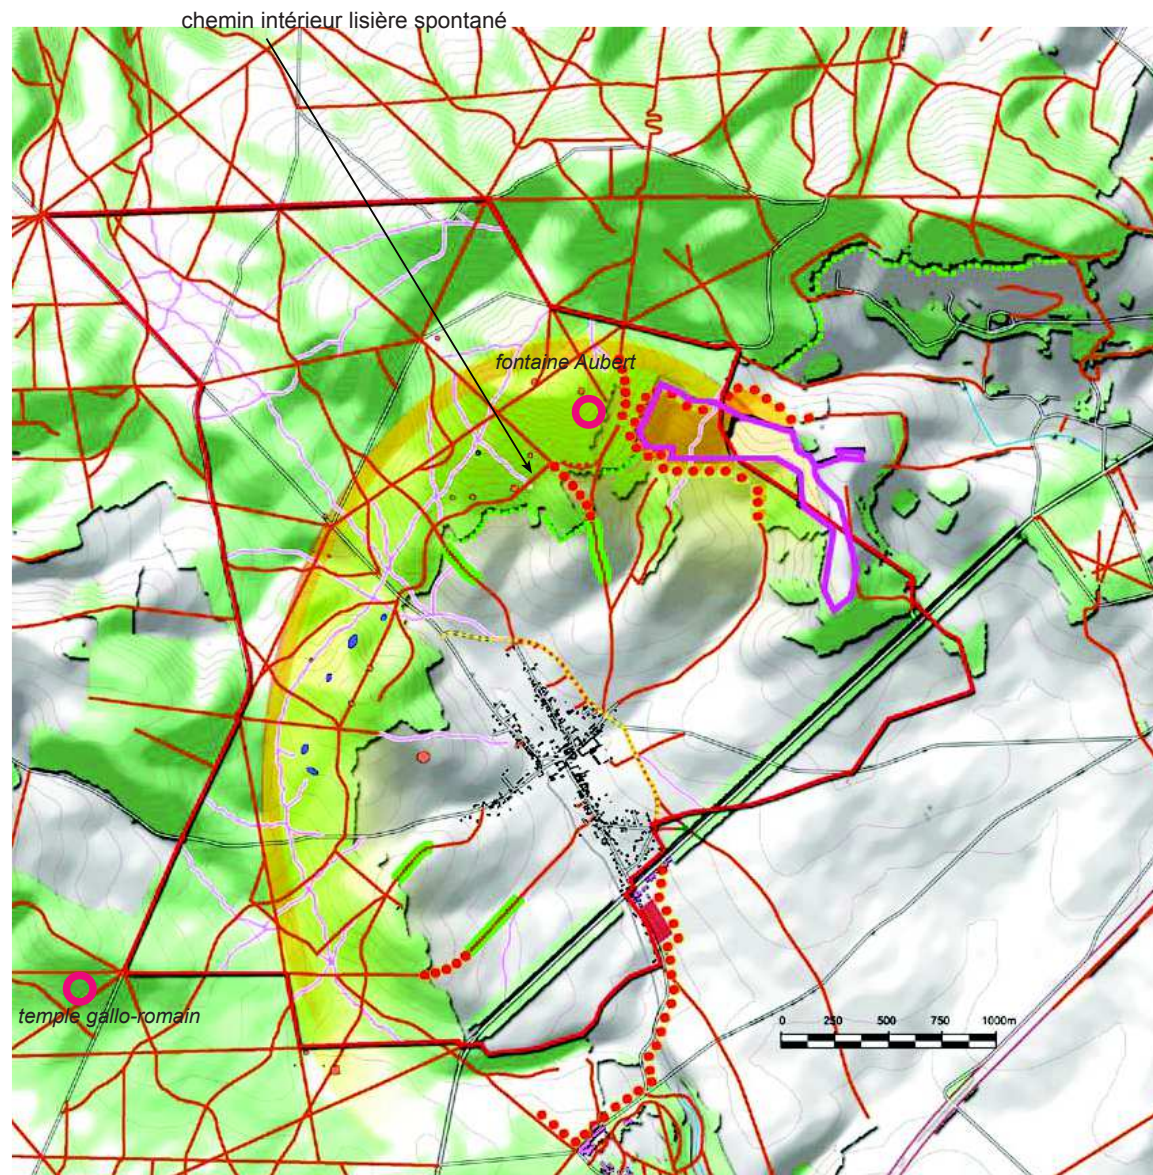 chemin intérieur lisière spontané
fontaine Aubert
temple gallo-romain
0 250 500 750 1000m